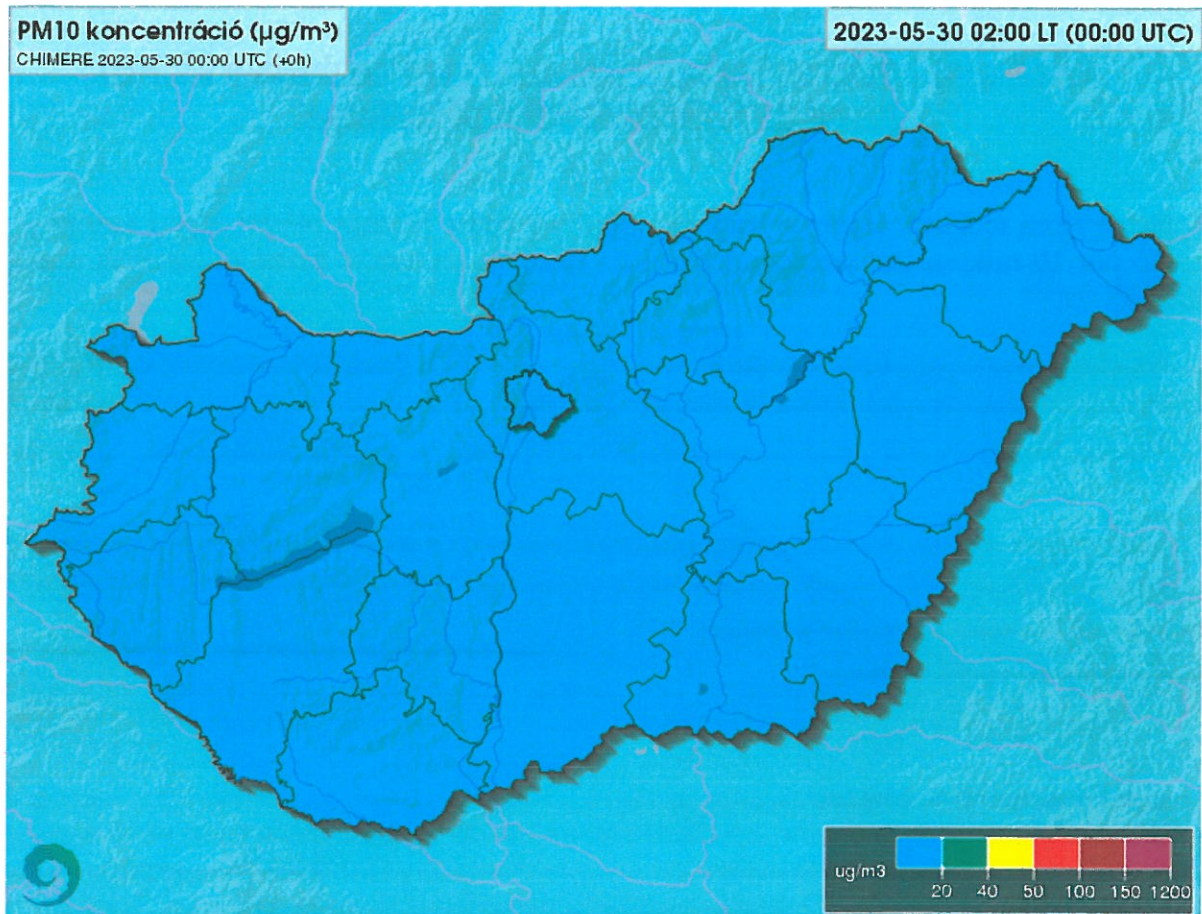 PM10 koncentráció (µg/m³)
CHIMERE 2023-05-30 00:00 UTC (+0h)
2023-05-30 02:00 LT (00:00 UTC)
ug/m3
20 40 50 100 150 1200